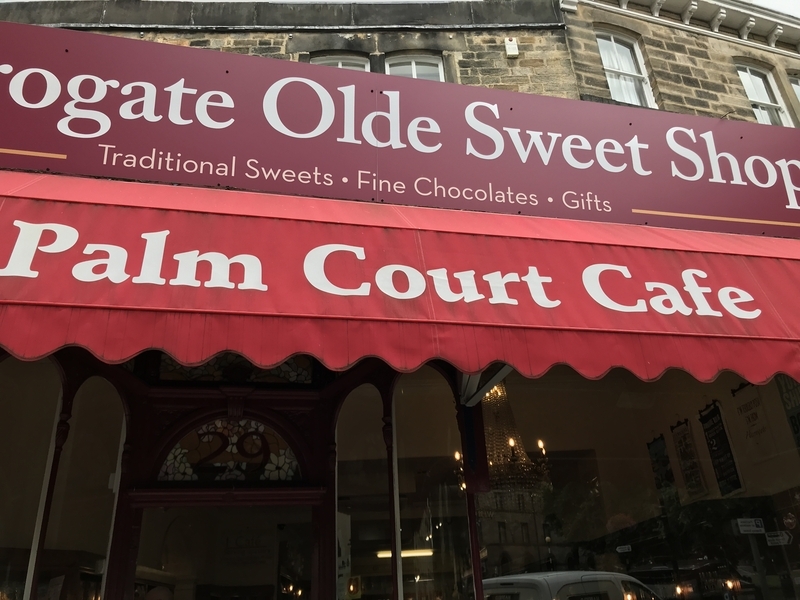 rogate Olde Sweet Shop
Traditional Sweets • Fine Chocolates • Gifts
Palm Court Cafe
29